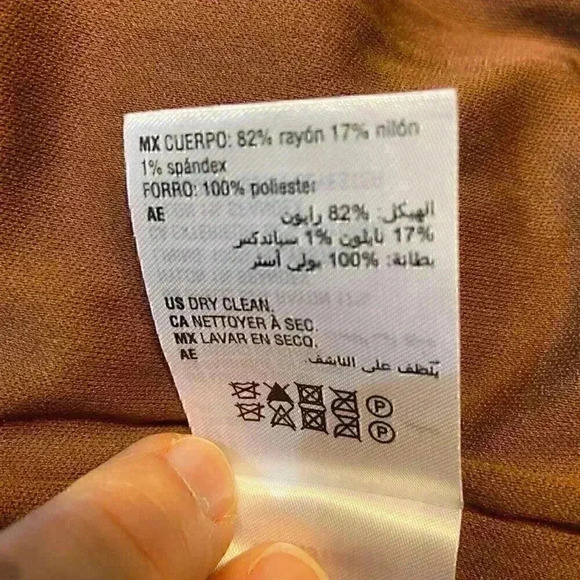 MX CUERPO: 82% rayón 17% nilón
1% spándex
FORRO: 100% poliester
AE الهيكل: 82% رايون
17% نايلون 1% سباندكس
بطانة: 100% بولي أستر
US DRY CLEAN.
CA NETTOYER À SEC.
MX LAVAR EN SECO.
AE يُنظف على الناشف.
P
P